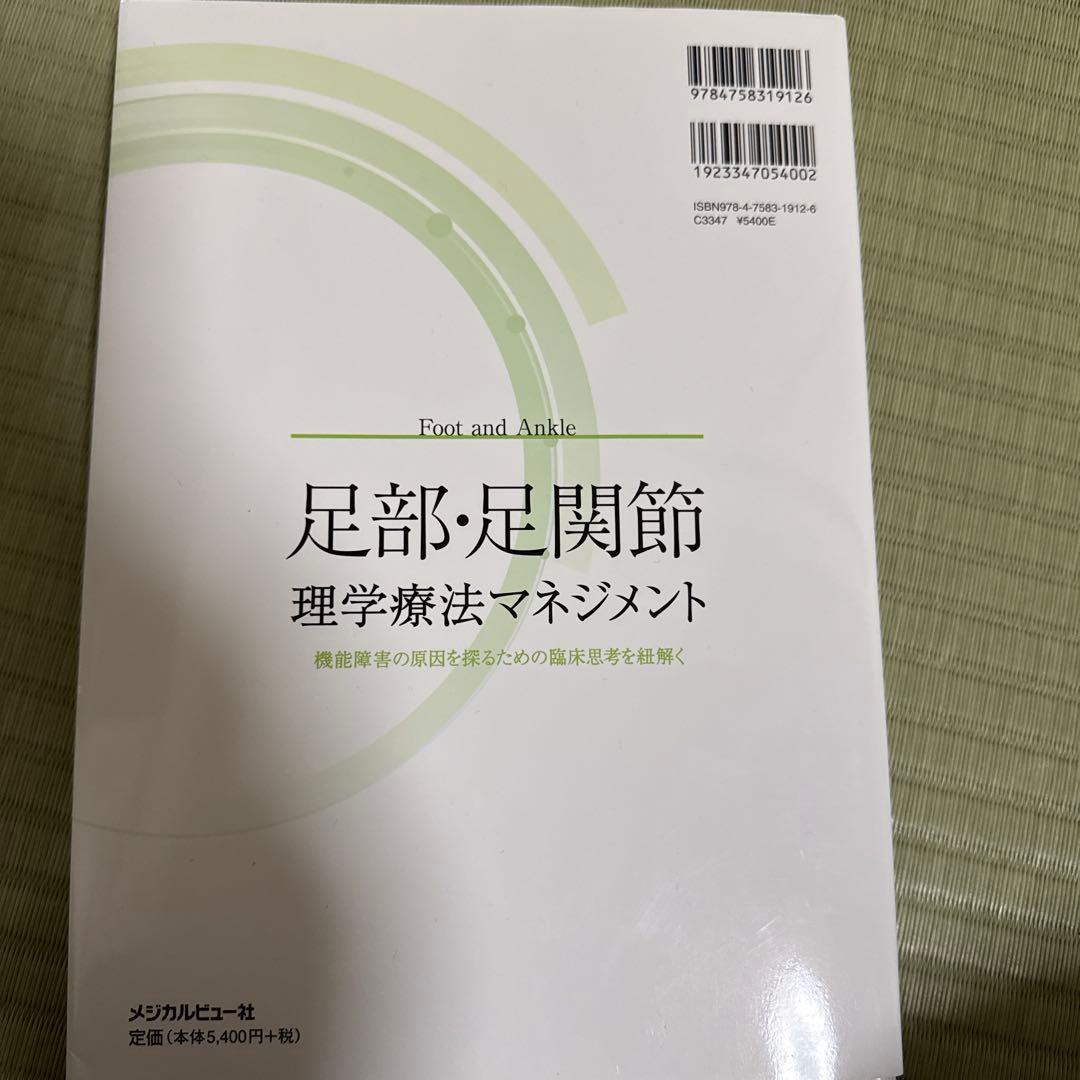 9784758319126
1923347054002
ISBN978-4-7583-1912-6
C3347 ¥5400E
Foot and Ankle
足部・足関節
理学療法マネジメント
機能障害の原因を探るための臨床思考を紐解く
メジカルビュー社
定価(本体5,400円+税)